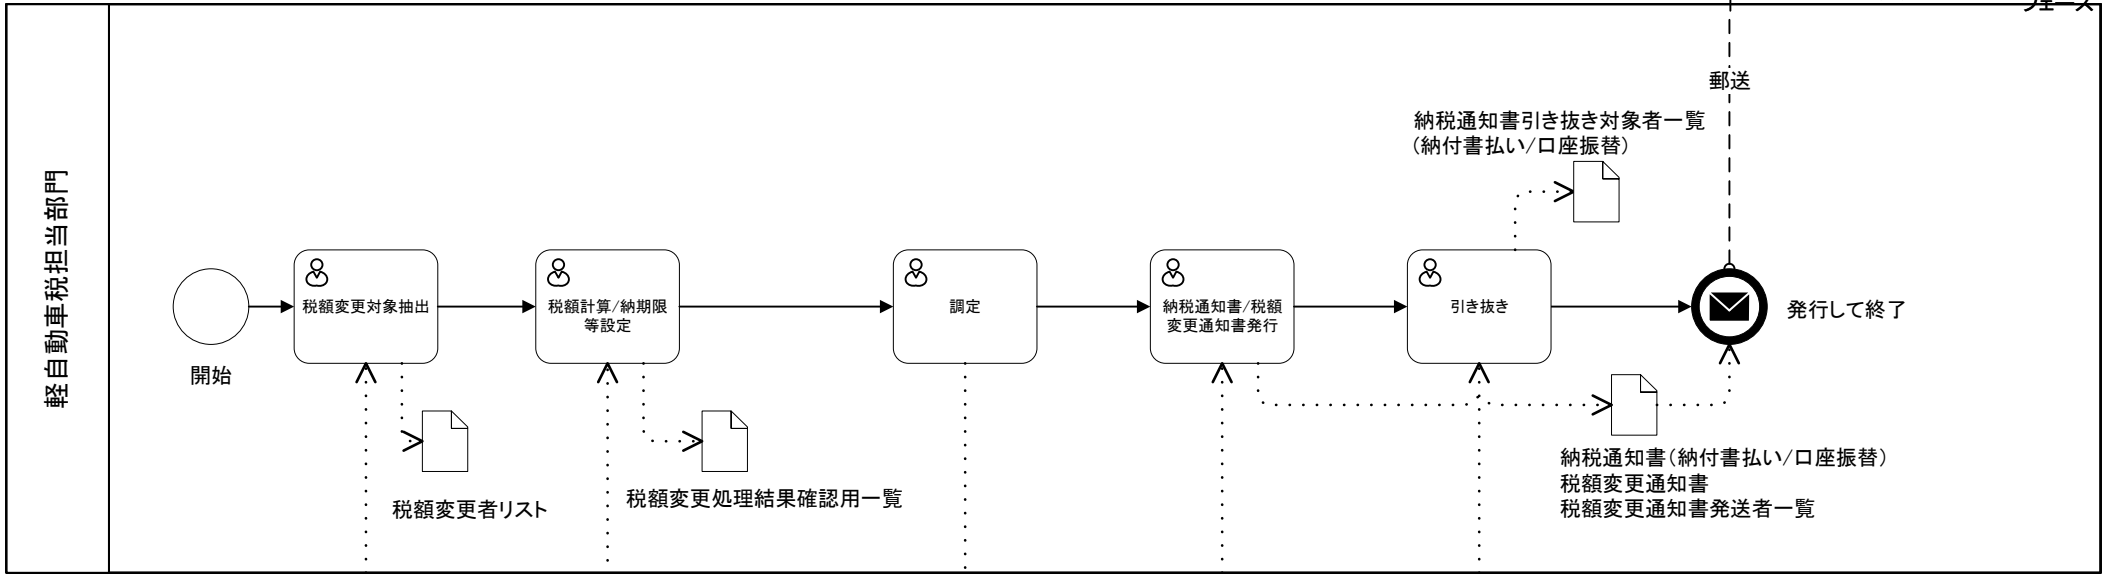 フェーズ
郵送
納税通知書引き抜き対象者一覧
(納付書払い/口座振替)
軽自動車税担当部門
税額変更対象抽出
税額計算/納期限
等設定
調定
納税通知書/税額
変更通知書発行
引き抜き
発行して終了
開始
税額変更者リスト
税額変更処理結果確認用一覧
納税通知書(納付書払い/口座振替)
税額変更通知書
税額変更通知書発送者一覧